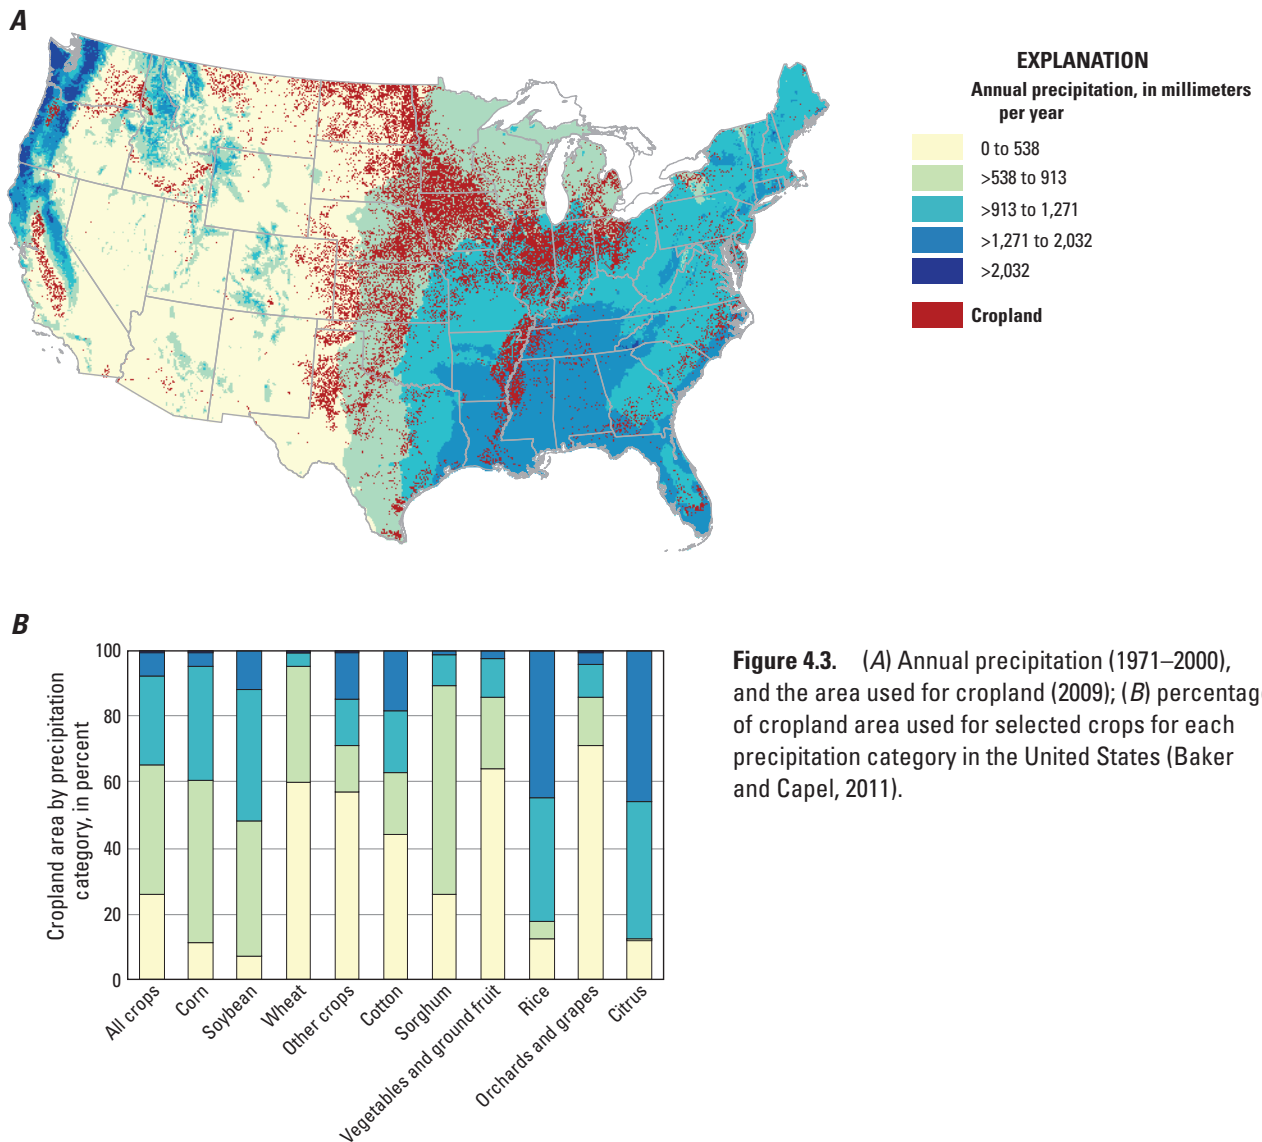 A
EXPLANATION
Annual precipitation, in millimeters
per year
0 to 538
>538 to 913
>913 to 1,271
>1,271 to 2,032
>2,032
Cropland
B
Cropland area by precipitation
category, in percent
100
80
60
40
20
0
All crops
Corn
Soybean
Wheat
Other crops
Cotton
Sorghum
Vegetables and ground fruit
Rice
Orchards and grapes
Citrus
Figure 4.3. (A) Annual precipitation (1971–2000),
and the area used for cropland (2009); (B) percentag
of cropland area used for selected crops for each
precipitation category in the United States (Baker
and Capel, 2011).